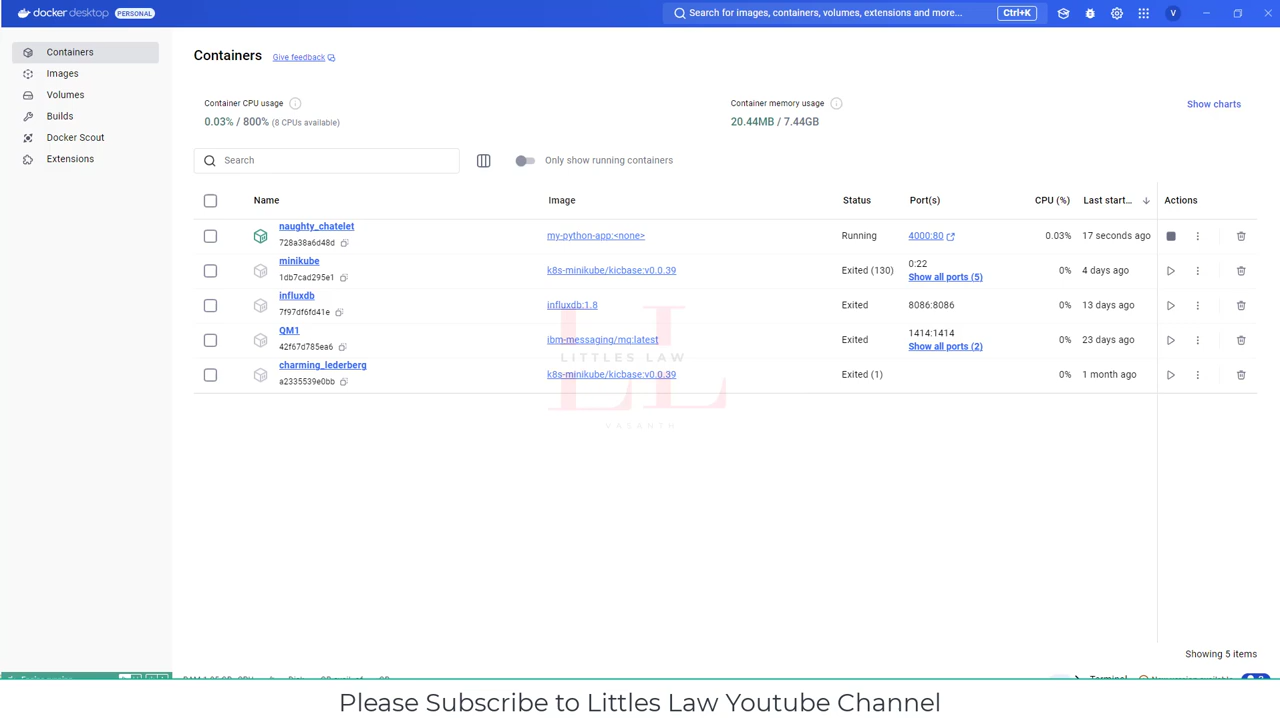 docker desktop PERSONAL
Search for images, containers, volumes, extensions and more... Ctrl+K V
Containers
Images
Volumes
Builds
Docker Scout
Extensions
Containers Give feedback
Container CPU usage
0.03% / 800% (8 CPUs available)
Container memory usage
20.44MB / 7.44GB
Show charts
Search
Only show running containers
Name Image Status Port(s) CPU (%) Last start... Actions
naughty_chatelet
728a38a6d48d
my-python-app:<none> Running 4000:80 0.03% 17 seconds ago
minikube
1db7cad295e1
k8s-minikube/kicbase:v0.0.39 Exited (130) 0:22
Show all ports (5)
0% 4 days ago
influxdb
7f97df6fd41e
influxdb:1.8 Exited 8086:8086 0% 13 days ago
QM1
42f67d785ea6
ibm-messaging/mq:latest Exited 1414:1414
Show all ports (2)
0% 23 days ago
charming_lederberg
a2335539e0bb
k8s-minikube/kicbase:v0.0.39 Exited (1) 0% 1 month ago
LL
LITTLES LAW
VASANTH
Showing 5 items
Please Subscribe to Littles Law Youtube Channel